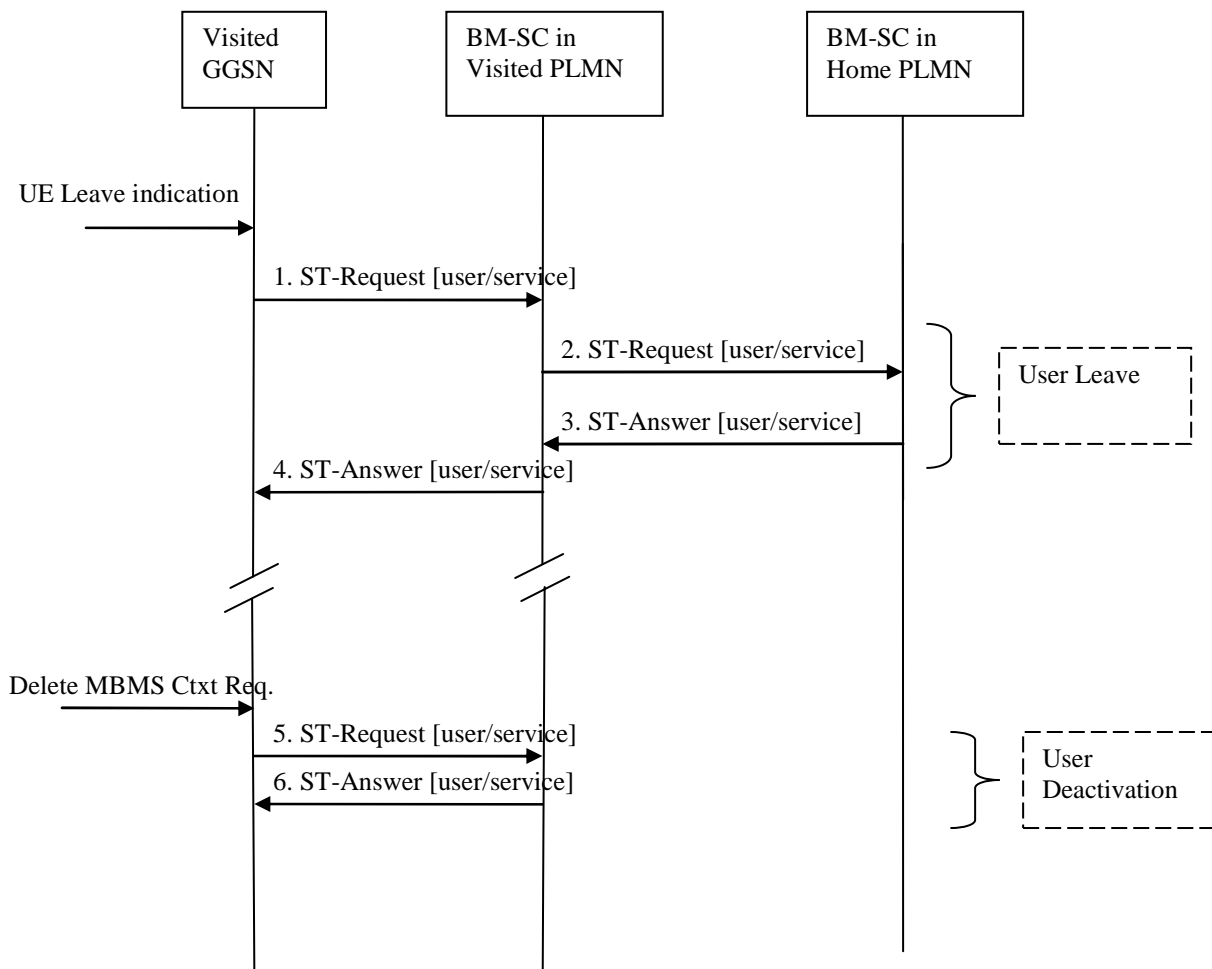 Visited
GGSN
BM-SC in
Visited PLMN
BM-SC in
Home PLMN
UE Leave indication
1. ST-Request [user/service]
2. ST-Request [user/service]
User Leave
3. ST-Answer [user/service]
4. ST-Answer [user/service]
Delete MBMS Ctxt Req.
5. ST-Request [user/service]
6. ST-Answer [user/service]
User
Deactivation